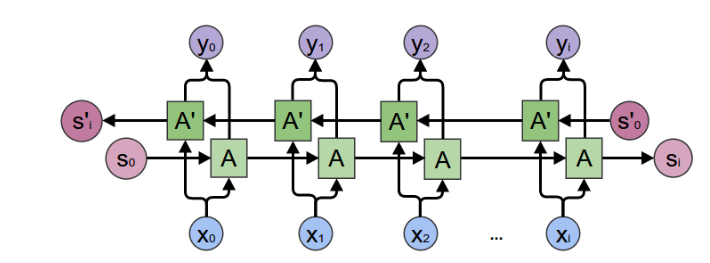 y₀ y₁ y₂ yᵢ
s'ᵢ A' A' A' A' s'₀
s₀ A A A A sᵢ
x₀ x₁ x₂ ... xᵢ